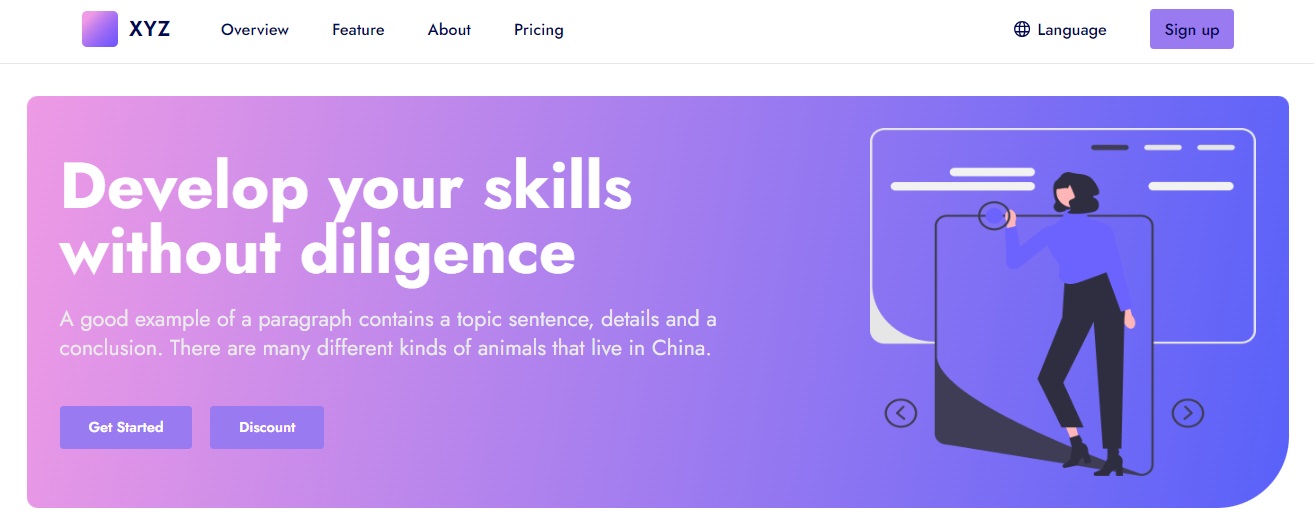 XYZ
Overview
Feature
About
Pricing
Language
Sign up
Develop your skills
without diligence
A good example of a paragraph contains a topic sentence, details and a
conclusion. There are many different kinds of animals that live in China.
Get Started
Discount